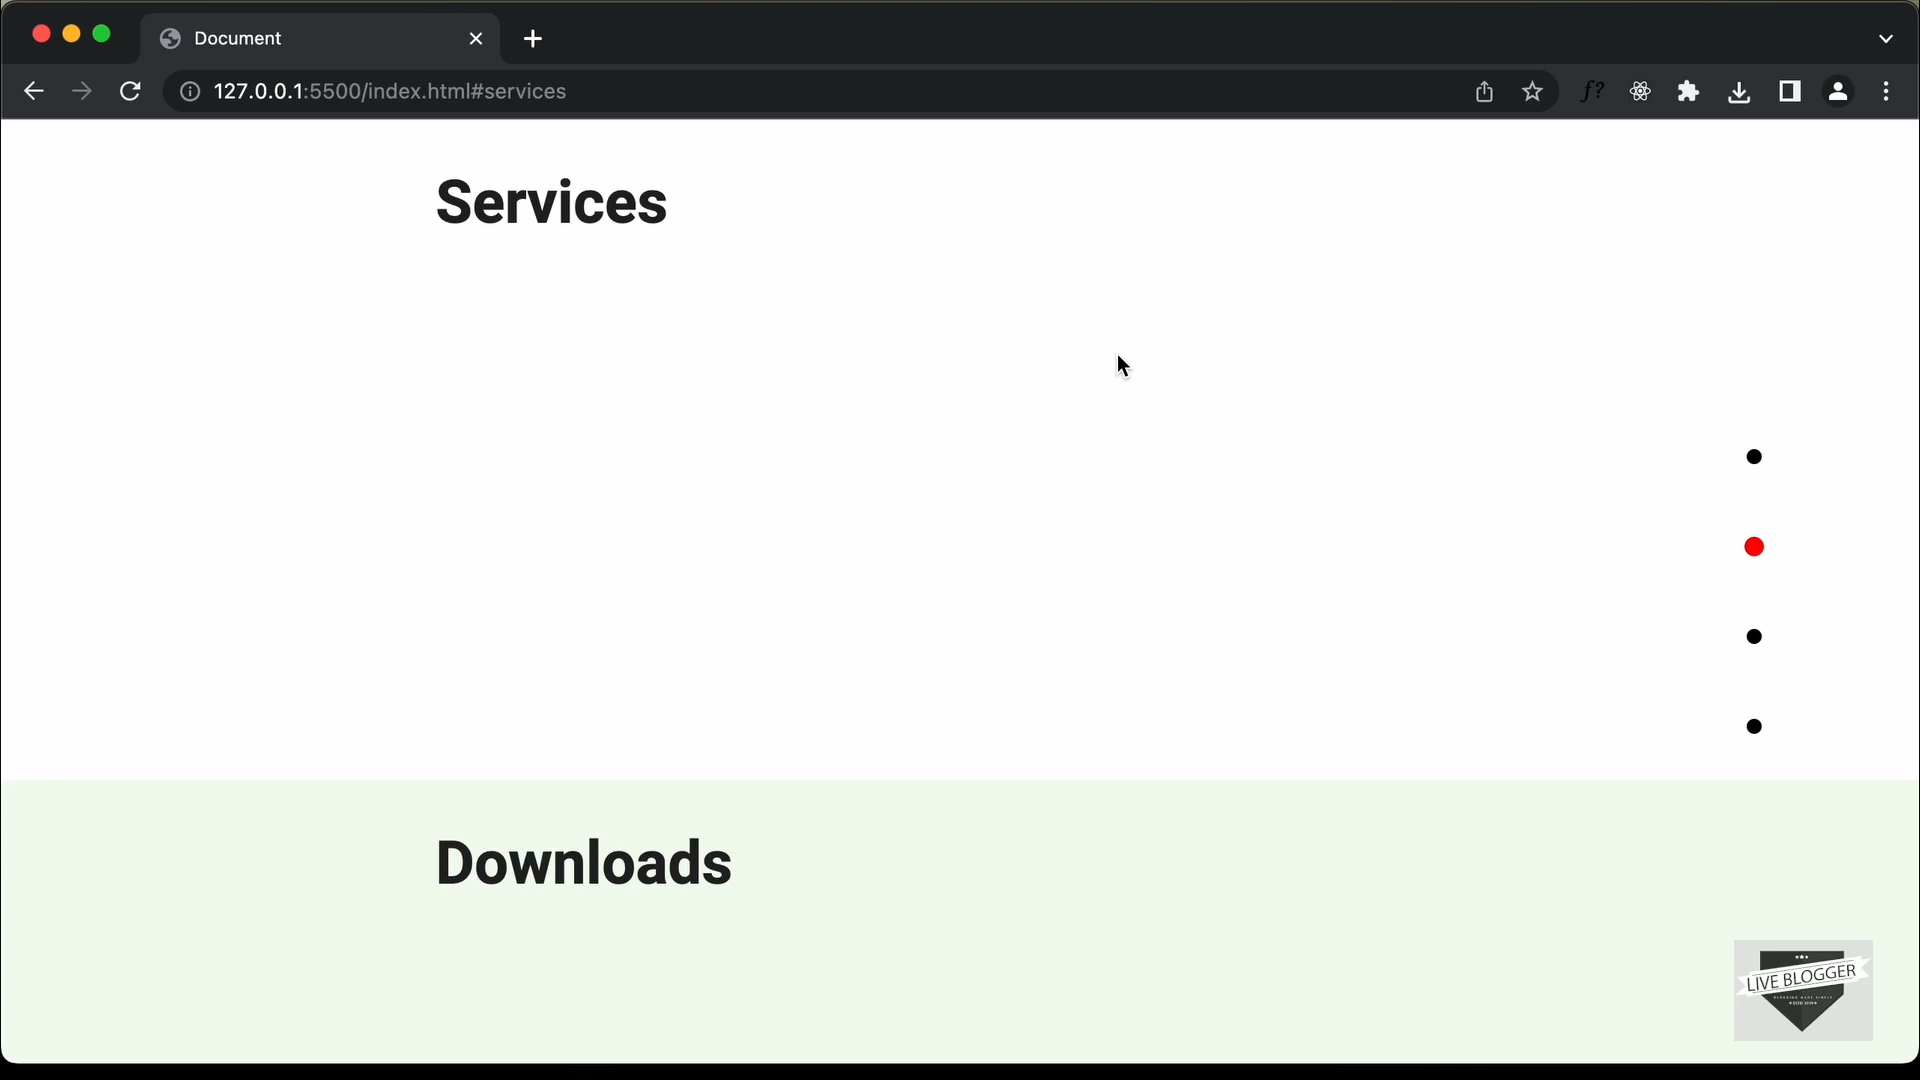 Document
127.0.0.1:5500/index.html#services
f?
Services
Downloads
LIVE BLOGGER